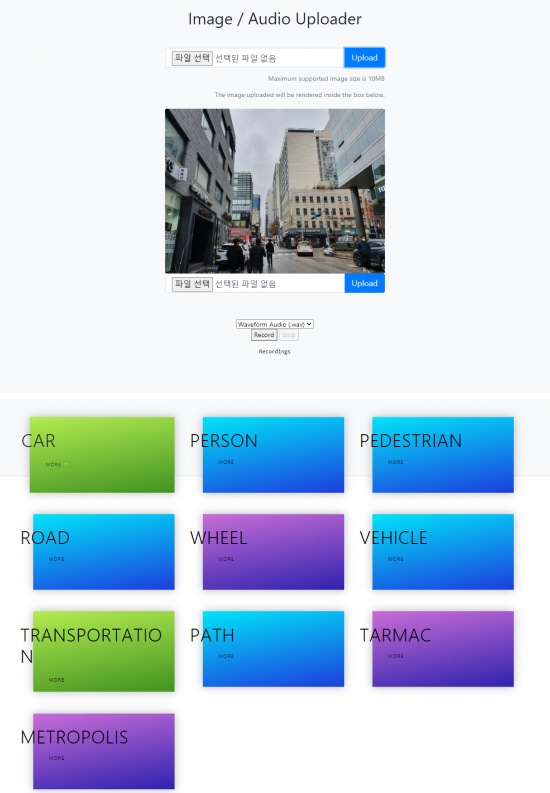 Image / Audio Uploader
파일 선택 선택된 파일 없음 Upload
Maximum supported image size is 10MB
The image uploaded will be rendered inside the box below.
파일 선택 선택된 파일 없음 Upload
Waveform Audio (.wav)
Record Stop
Recordings
CAR PERSON PEDESTRIAN
MORE MORE MORE
ROAD WHEEL VEHICLE
MORE MORE MORE
TRANSPORTATIO PATH TARMAC
N MORE MORE
MORE
METROPOLIS
MORE